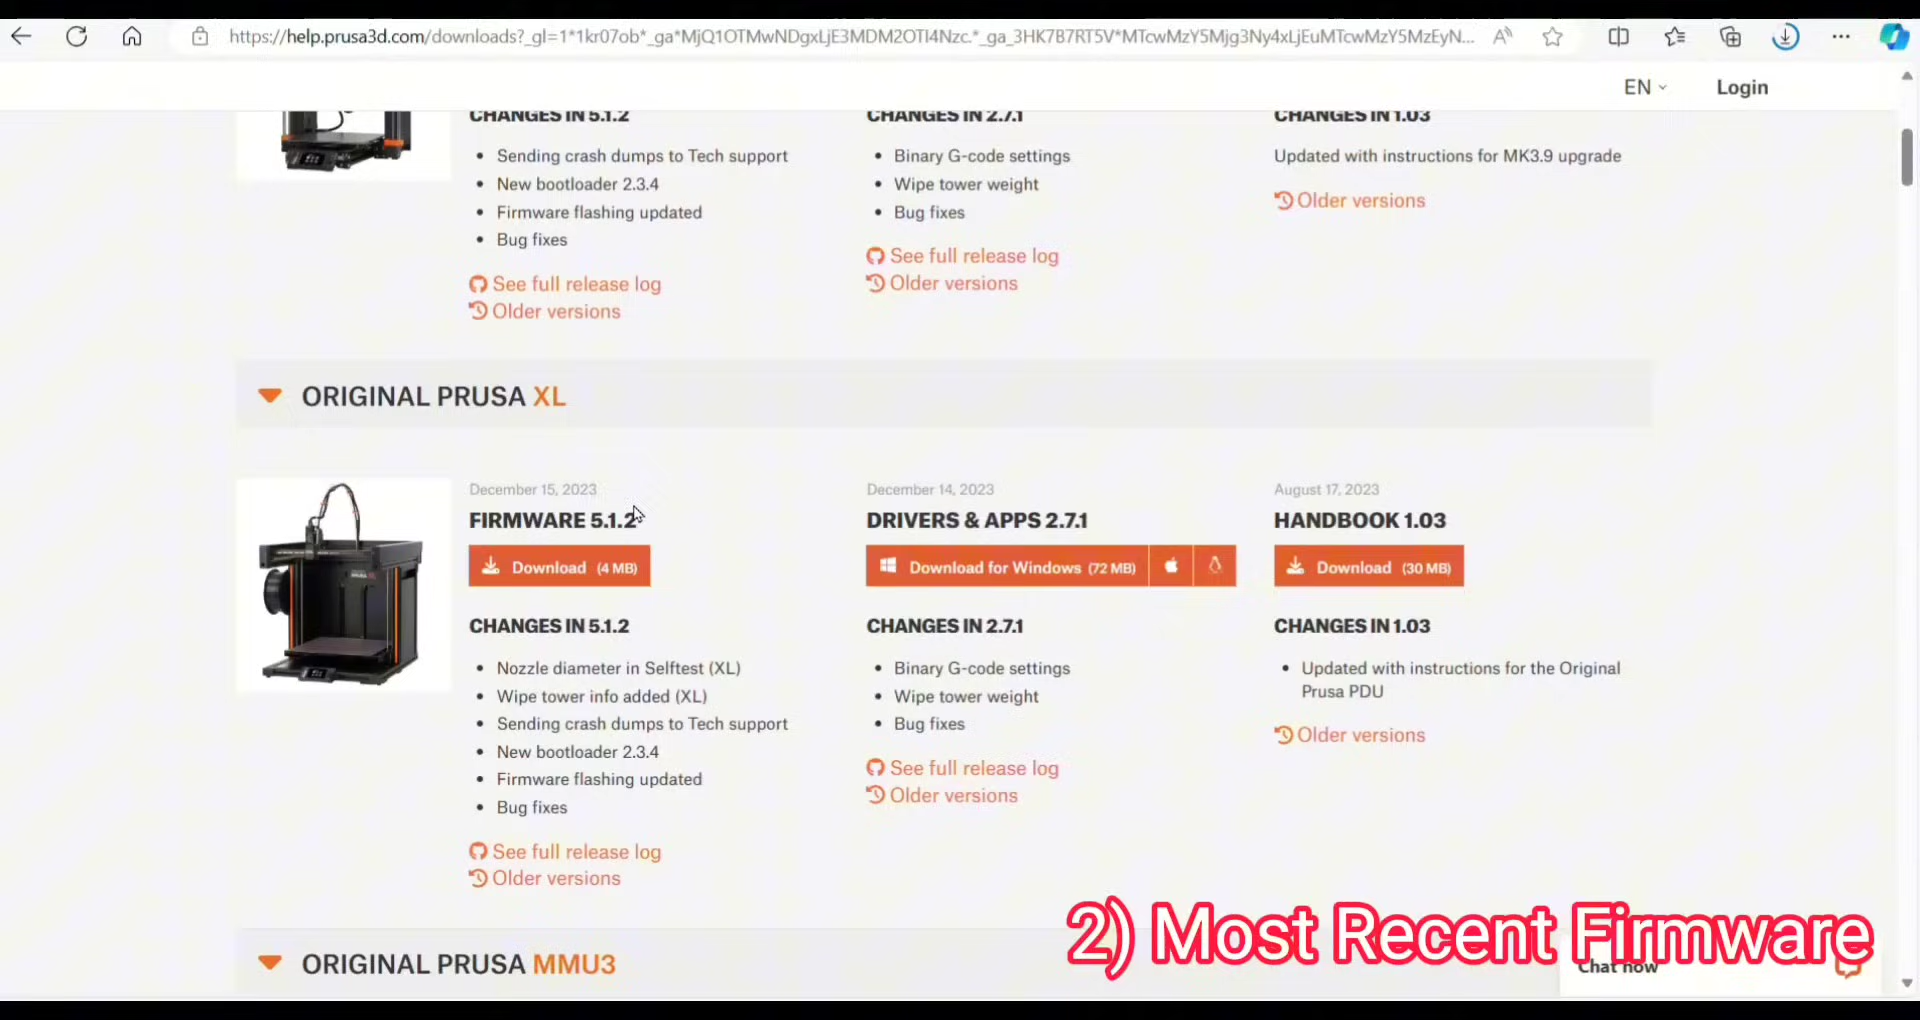 https://help.prusa3d.com/downloads?_gl=1*1kr07ob*_ga*MjQ1OTMwNDgxLjE3MDM2OTI4Nzc.*_ga_3HK7B7RT5V*MTcwMzY5Mjg3Ny4xLjEuMTcwMzY5MzEyN...
EN
Login
CHANGES IN 5.1.2
Sending crash dumps to Tech support
New bootloader 2.3.4
Firmware flashing updated
Bug fixes
See full release log
Older versions
CHANGES IN 2.7.1
Binary G-code settings
Wipe tower weight
Bug fixes
See full release log
Older versions
CHANGES IN 1.03
Updated with instructions for MK3.9 upgrade
Older versions
ORIGINAL PRUSA XL
December 15, 2023
FIRMWARE 5.1.2
Download (4 MB)
CHANGES IN 5.1.2
Nozzle diameter in Selftest (XL)
Wipe tower info added (XL)
Sending crash dumps to Tech support
New bootloader 2.3.4
Firmware flashing updated
Bug fixes
See full release log
Older versions
December 14, 2023
DRIVERS & APPS 2.7.1
Download for Windows (72 MB)
CHANGES IN 2.7.1
Binary G-code settings
Wipe tower weight
Bug fixes
See full release log
Older versions
August 17, 2023
HANDBOOK 1.03
Download (30 MB)
CHANGES IN 1.03
Updated with instructions for the Original
Prusa PDU
Older versions
ORIGINAL PRUSA MMU3
2) Most Recent Firmware
Chat now